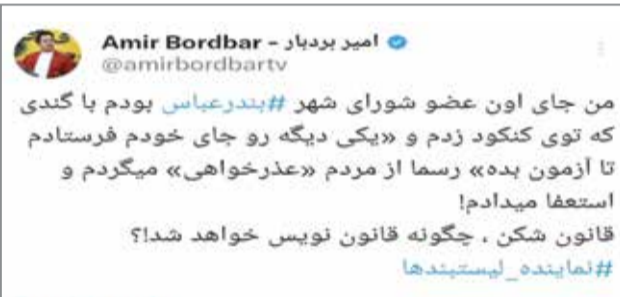 Amir Bordbar – امیر بردبار
@amirbordbartv
من جای اون عضو شورای شهر #بندرعباس بودم با گندی
که توی کنکود زدم و «یکی دیگه رو جای خودم فرستادم
تا آزمون بده» رسما از مردم «عذرخواهی» میگردم و
استعفا میدادم!
قانون شکن ، چگونه قانون نویس خواهد شد!؟
#نماینده_لیستبندها